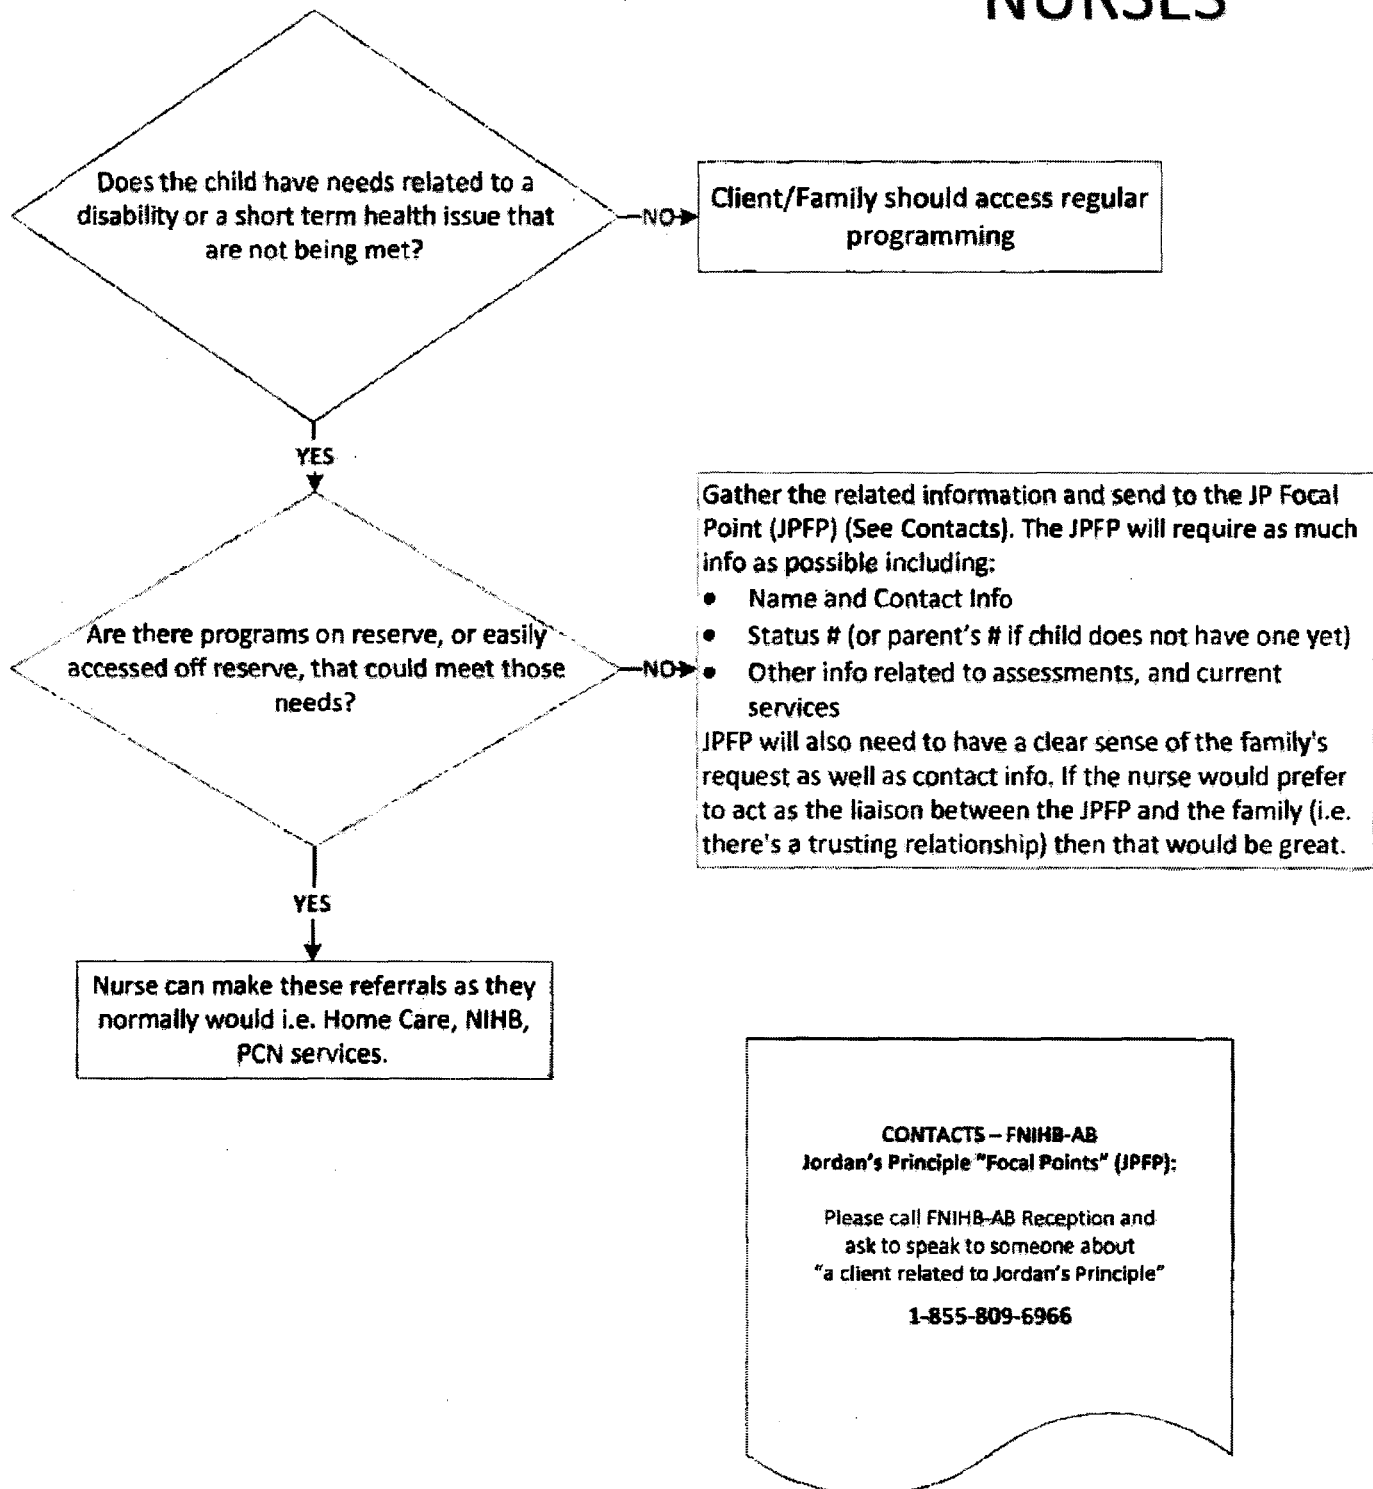 NURSES
Does the child have needs related to a
disability or a short term health issue that
are not being met?
NO
Client/Family should access regular
programming
YES
Are there programs on reserve, or easily
accessed off reserve, that could meet those
needs?
NO
Gather the related information and send to the JP Focal
Point (JPFP) (See Contacts). The JPFP will require as much
info as possible including:
• Name and Contact Info
• Status # (or parent's # if child does not have one yet)
• Other info related to assessments, and current
services
JPFP will also need to have a clear sense of the family's
request as well as contact info. If the nurse would prefer
to act as the liaison between the JPFP and the family (i.e.
there's a trusting relationship) then that would be great.
YES
Nurse can make these referrals as they
normally would i.e. Home Care, NIHB,
PCN services.
CONTACTS – FNIHB-AB
Jordan's Principle "Focal Points" (JPFP):
Please call FNIHB-AB Reception and
ask to speak to someone about
"a client related to Jordan's Principle"
1-855-809-6966